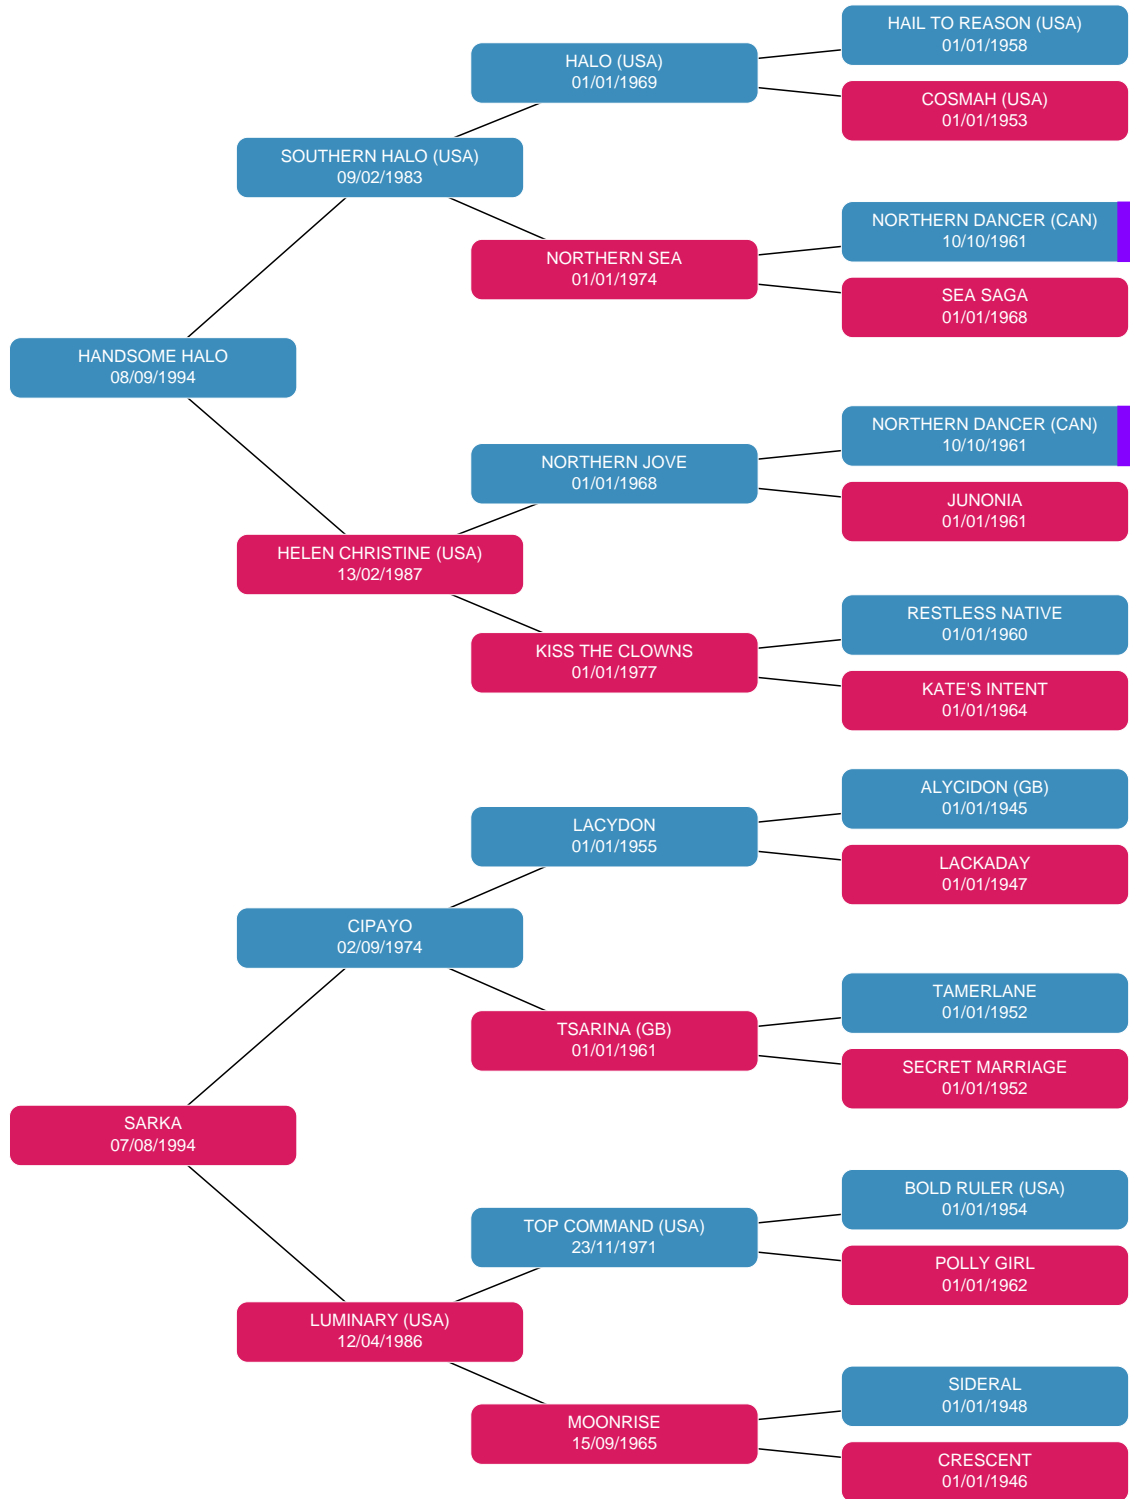 HAIL TO REASON (USA)
01/01/1958
HALO (USA)
01/01/1969
COSMAH (USA)
01/01/1953
SOUTHERN HALO (USA)
09/02/1983
NORTHERN DANCER (CAN)
10/10/1961
NORTHERN SEA
01/01/1974
SEA SAGA
01/01/1968
HANDSOME HALO
08/09/1994
NORTHERN DANCER (CAN)
10/10/1961
NORTHERN JOVE
01/01/1968
JUNONIA
01/01/1961
HELEN CHRISTINE (USA)
13/02/1987
RESTLESS NATIVE
01/01/1960
KISS THE CLOWNS
01/01/1977
KATE'S INTENT
01/01/1964
ALYCIDON (GB)
01/01/1945
LACYDON
01/01/1955
LACKADAY
01/01/1947
CIPAYO
02/09/1974
TAMERLANE
01/01/1952
TSARINA (GB)
01/01/1961
SECRET MARRIAGE
01/01/1952
SARKA
07/08/1994
BOLD RULER (USA)
01/01/1954
TOP COMMAND (USA)
23/11/1971
POLLY GIRL
01/01/1962
LUMINARY (USA)
12/04/1986
SIDERAL
01/01/1948
MOONRISE
15/09/1965
CRESCENT
01/01/1946